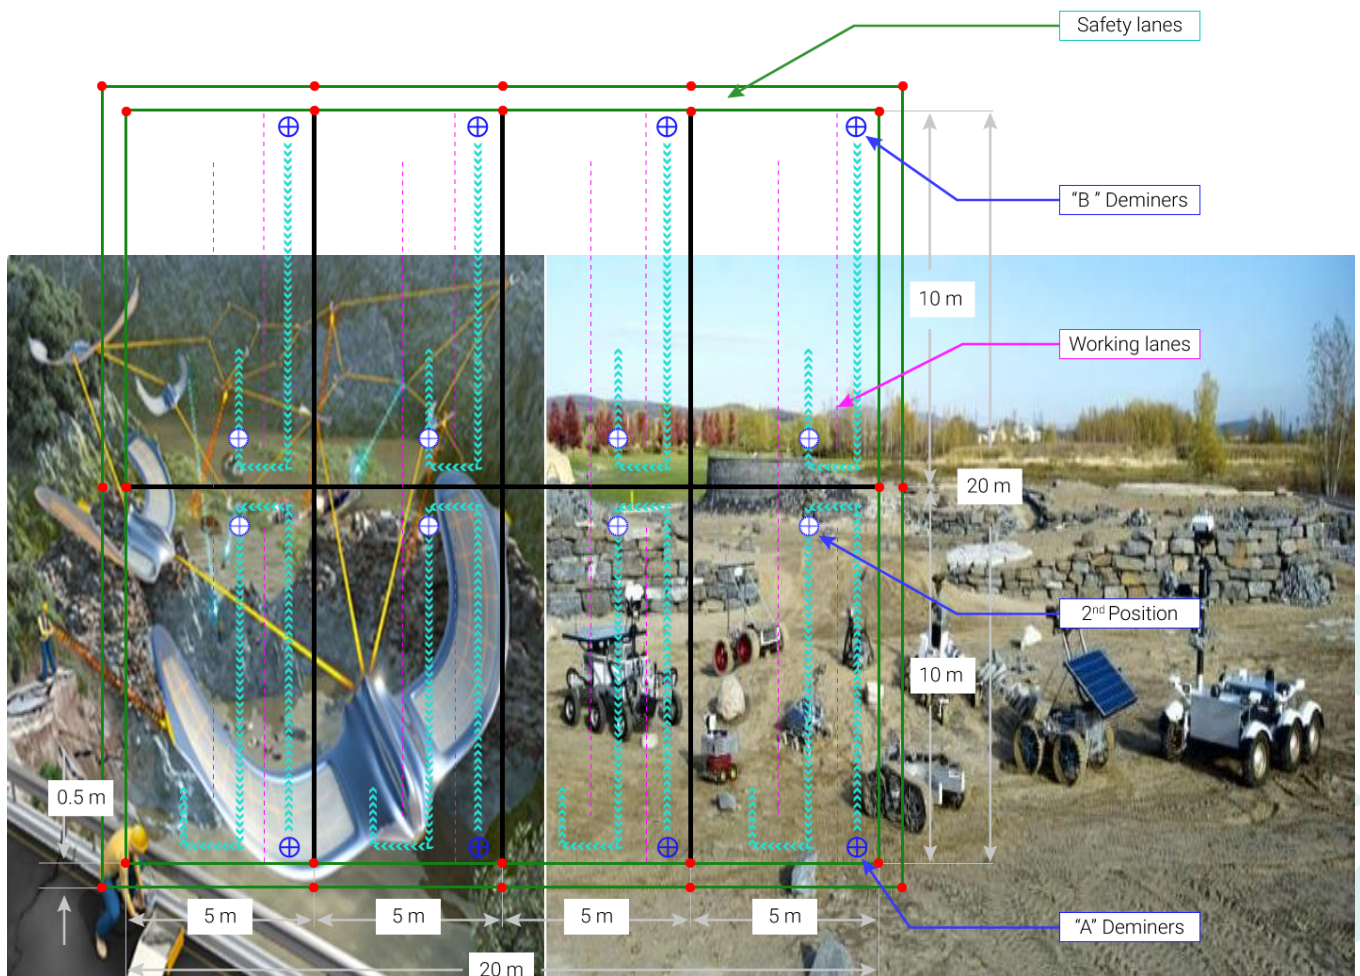 Safety lanes
“B ” Deminers
10 m
Working lanes
20 m
2nd Position
10 m
0.5 m
5 m
5 m
5 m
5 m
“A” Deminers
20 m